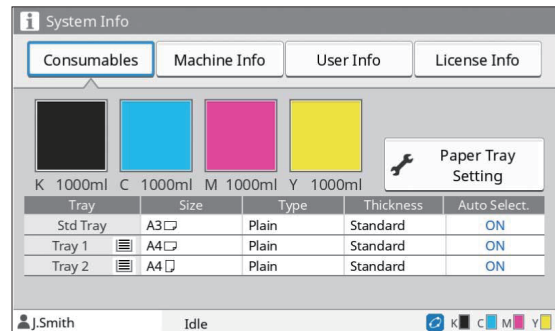 i System Info
Consumables Machine Info User Info License Info
K 1000ml C 1000ml M 1000ml Y 1000ml
Paper Tray
Setting
Tray Size Type Thickness Auto Select.
Std Tray A3 Plain Standard ON
Tray 1 A4 Plain Standard ON
Tray 2 A4 Plain Standard ON
J.Smith Idle K C M Y